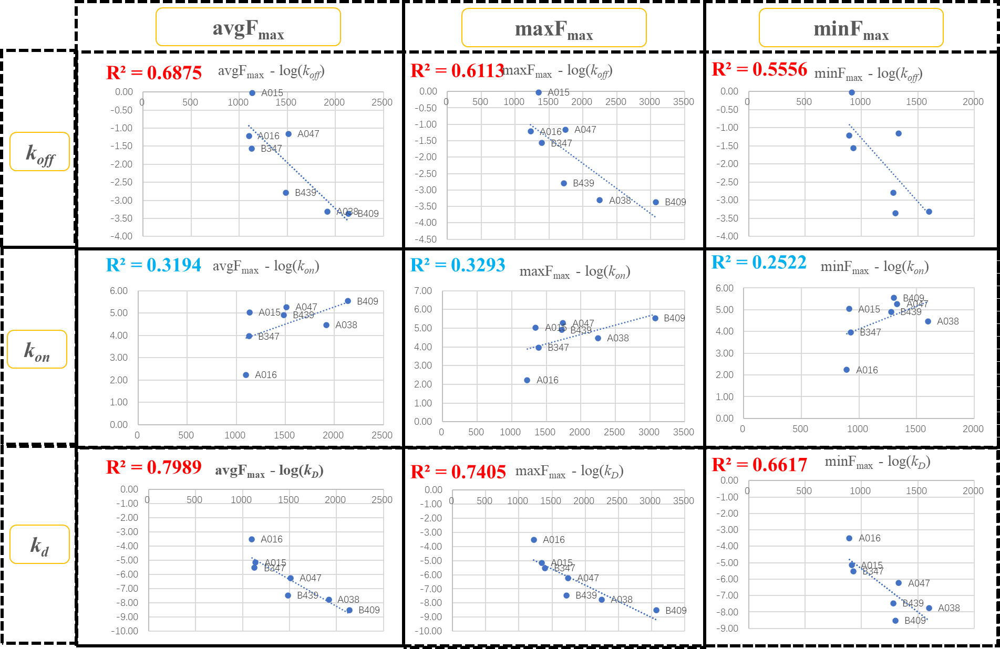 avgFmax
maxFmax
minFmax
koff
R² = 0.6875
avgFmax - log(koff)
0.00
-0.50
-1.00
-1.50
-2.00
-2.50
-3.00
-3.50
-4.00
0
500
1000
1500
2000
2500
A015
A047
A016
B347
B439
A038
B409
R² = 0.6113
maxFmax - log(koff)
0.00
-0.50
-1.00
-1.50
-2.00
-2.50
-3.00
-3.50
-4.00
-4.50
0
500
1000
1500
2000
2500
3000
3500
A015
A016
A047
B347
B439
A038
B409
R² = 0.5556
minFmax - log(koff)
0.00
-0.50
-1.00
-1.50
-2.00
-2.50
-3.00
-3.50
-4.00
0
500
1000
1500
2000
kon
R² = 0.3194
avgFmax - log(kon)
6.00
5.00
4.00
3.00
2.00
1.00
0.00
B409
A047
A015
B439
A038
B347
A016
0
500
1000
1500
2000
2500
R² = 0.3293
maxFmax - log(kon)
7.00
6.00
5.00
4.00
3.00
2.00
1.00
0.00
B409
A047
A015
B439
A038
B347
A016
0
500
1000
1500
2000
2500
3000
3500
R² = 0.2522
minFmax - log(kon)
6.00
5.00
4.00
3.00
2.00
1.00
0.00
B409
A047
A015
B439
A038
B347
A016
0
500
1000
1500
2000
kd
R² = 0.7989
avgFmax - log(kD)
0.00
-1.00
-2.00
-3.00
-4.00
-5.00
-6.00
-7.00
-8.00
-9.00
-10.00
0
500
1000
1500
2000
2500
A016
A015
B347
A047
B439
A038
B409
R² = 0.7405
maxFmax - log(kD)
0.00
-1.00
-2.00
-3.00
-4.00
-5.00
-6.00
-7.00
-8.00
-9.00
-10.00
0
500
1000
1500
2000
2500
3000
3500
A016
A015
B347
A047
B439
A038
B409
R² = 0.6617
minFmax - log(kD)
0.00
-1.00
-2.00
-3.00
-4.00
-5.00
-6.00
-7.00
-8.00
-9.00
0
500
1000
1500
2000
A016
A015
B347
A047
B439
A038
B409